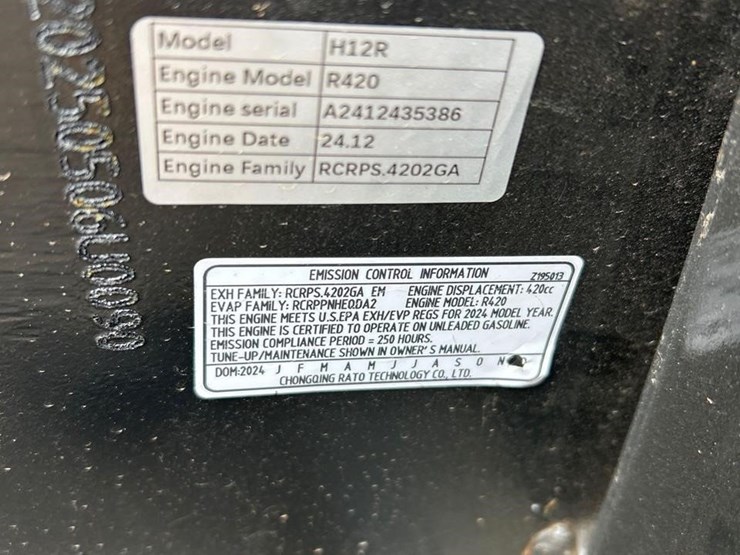 Model H12R
Engine Model R420
Engine serial A2412435386
Engine Date 24.12
Engine Family RCRPS.4202GA
EMISSION CONTROL INFORMATION Z195013
EXH FAMILY: RCRPS.4202GA EM ENGINE DISPLACEMENT: 420cc
EVAP FAMILY: RCRPPNHEQDA2 ENGINE MODEL: R420
THIS ENGINE MEETS U.S.EPA EXH/EVP REGS FOR 2024 MODEL YEAR.
THIS ENGINE IS CERTIFIED TO OPERATE ON UNLEADED GASOLINE.
EMISSION COMPLIANCE PERIOD = 250 HOURS.
TUNE-UP/MAINTENANCE SHOWN IN OWNER'S MANUAL.
DOM:2024 J F M A M J J A S O N
CHONGQING RATO TECHNOLOGY CO., LTD.